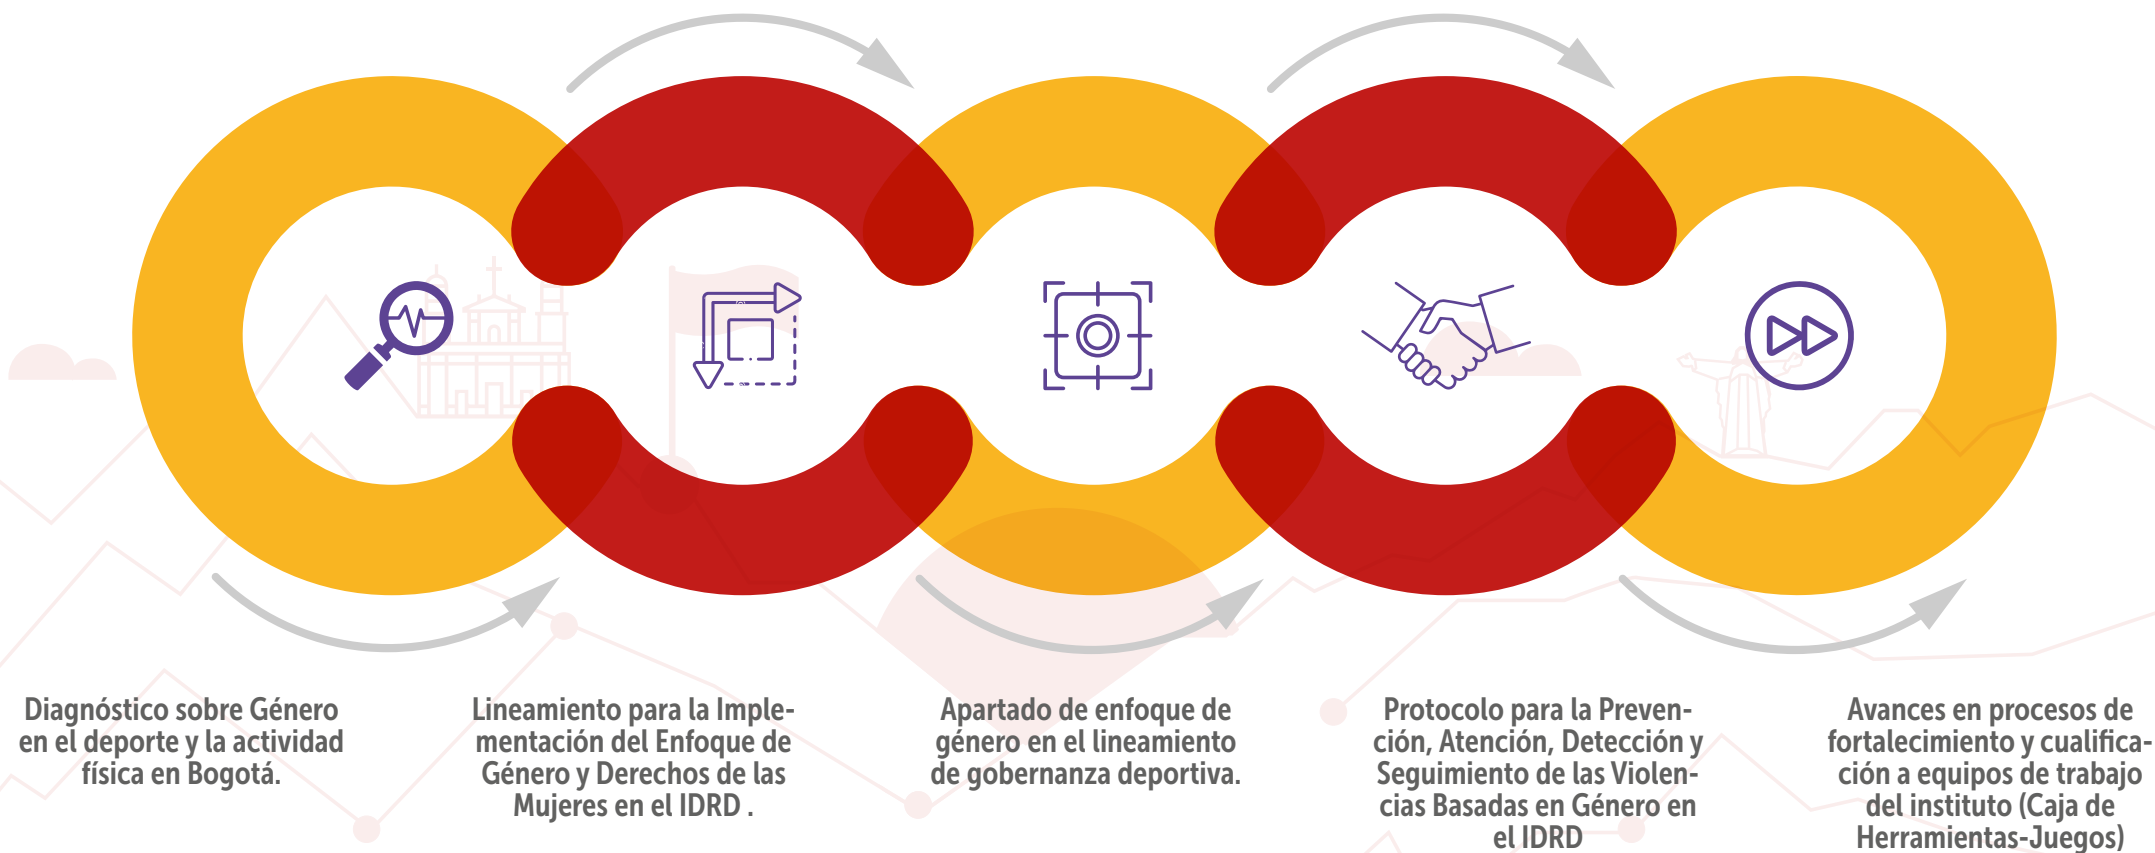 Diagnóstico sobre Género
en el deporte y la actividad
física en Bogotá.
Lineamiento para la Imple-
mentación del Enfoque de
Género y Derechos de las
Mujeres en el IDRD .
Apartado de enfoque de
género en el lineamiento
de gobernanza deportiva.
Protocolo para la Preven-
ción, Atención, Detección y
Seguimiento de las Violen-
cias Basadas en Género en
el IDRD
Avances en procesos de
fortalecimiento y cualifica-
ción a equipos de trabajo
del instituto (Caja de
Herramientas-Juegos)